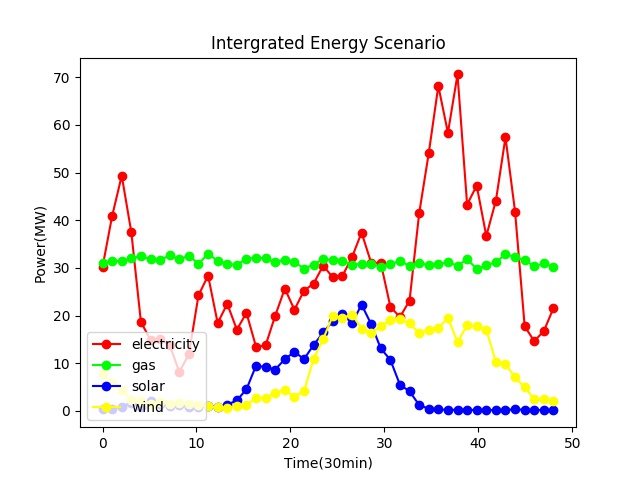 Intergrated Energy Scenario
Power(MW)
70
60
50
40
30
20
10
0
electricity
gas
solar
wind
0 10 20 30 40 50
Time(30min)